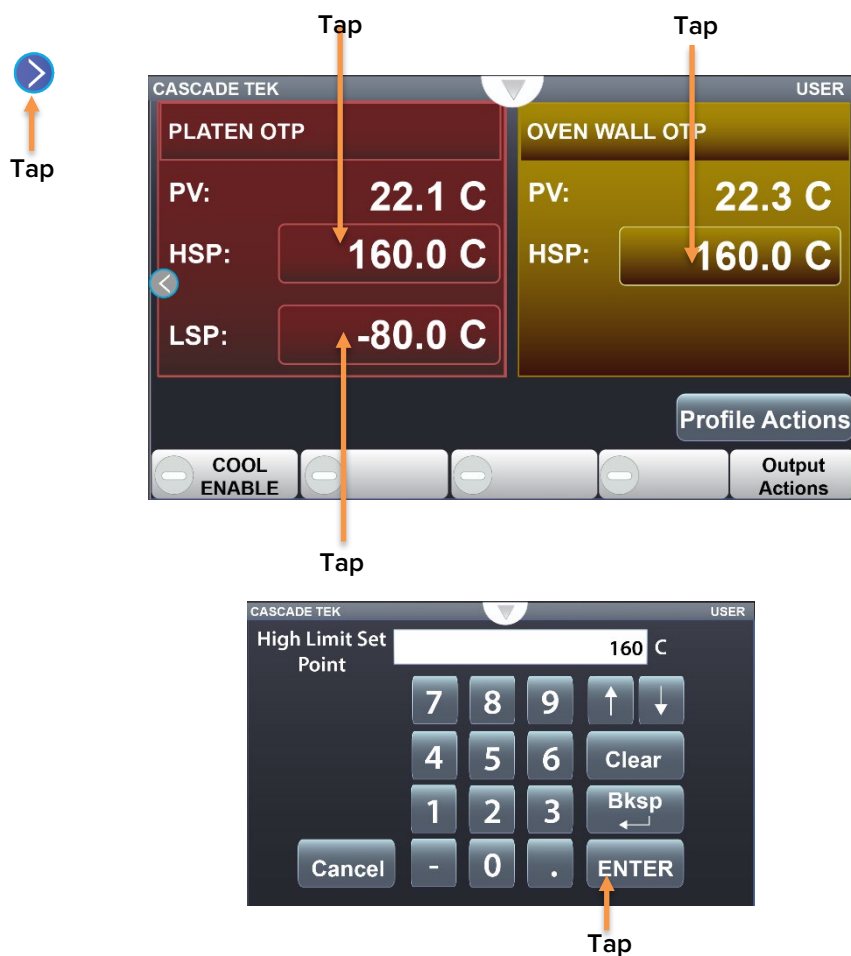 Tap
Tap
Tap
CASCADE TEK
USER
PLATEN OTP
OVEN WALL OTP
PV:
22.1 C
PV:
22.3 C
HSP:
160.0 C
HSP:
160.0 C
LSP:
-80.0 C
Profile Actions
COOL
ENABLE
Output
Actions
Tap
CASCADE TEK
USER
High Limit Set
Point
160 C
7 8 9 ↑ ↓
4 5 6 Clear
1 2 3 Bksp
Cancel - 0 . ENTER
Tap